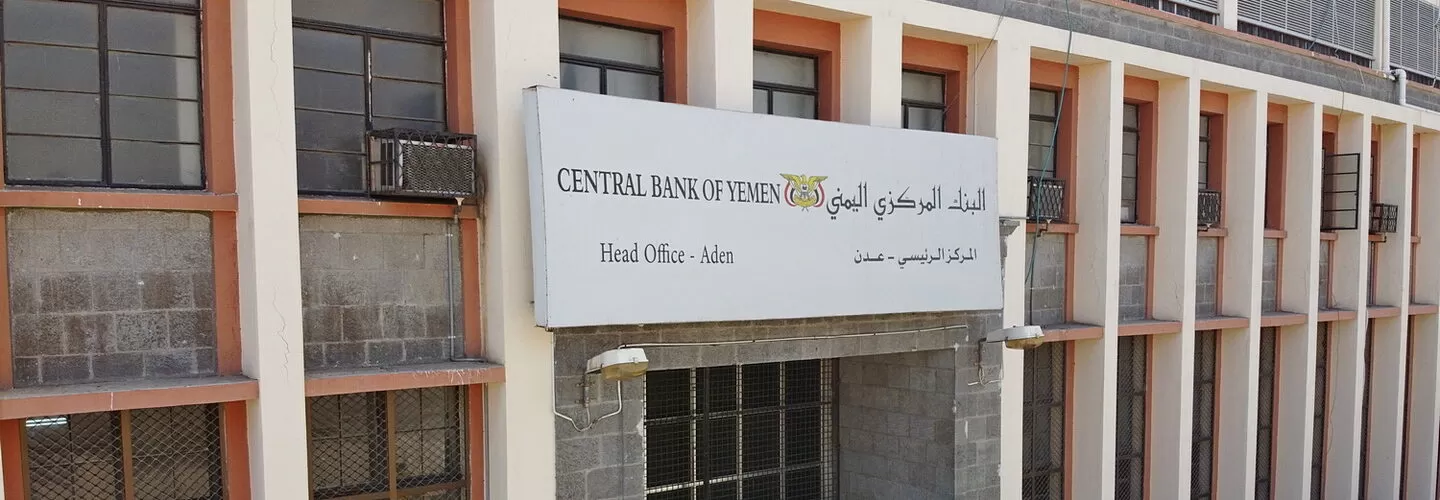 CENTRAL BANK OF YEMEN البنك المركزي اليمني
Head Office - Aden المركز الرئيسي - عدن